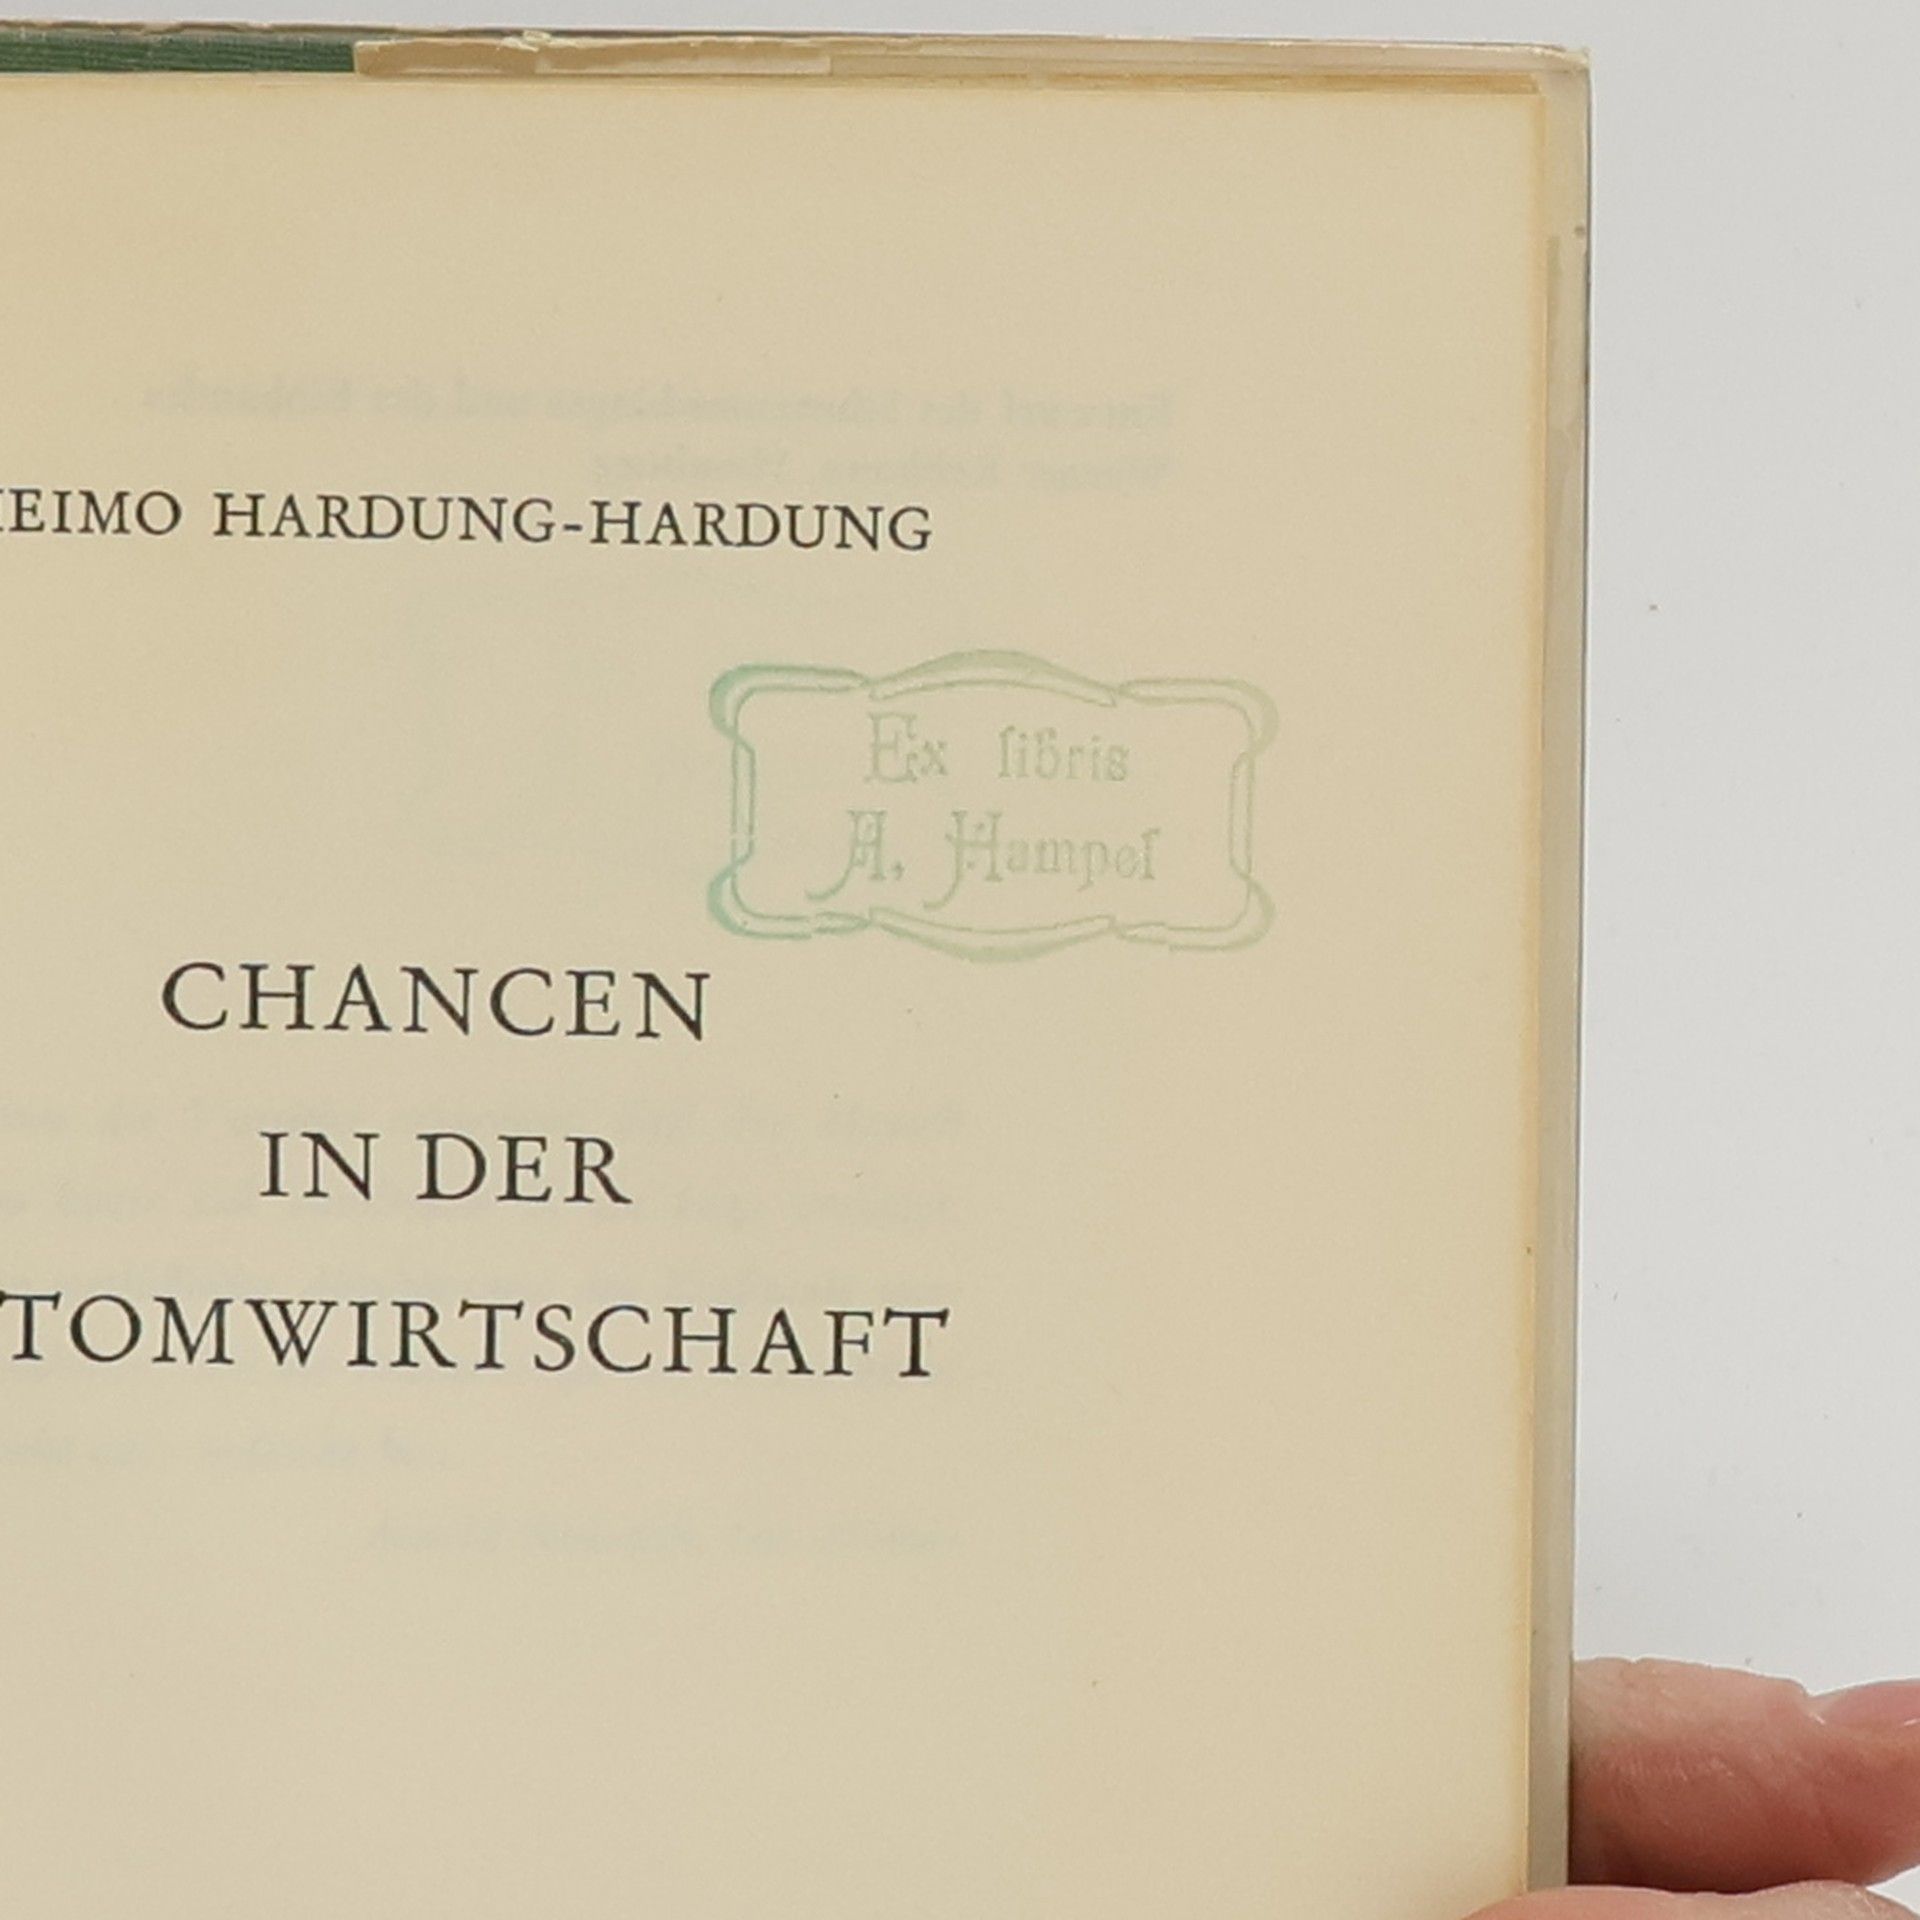 HEIMO HARDUNG-HARDUNG
Ex libris
A. Hampel
CHANCEN
IN DER
TOMWIRTSCHAFT